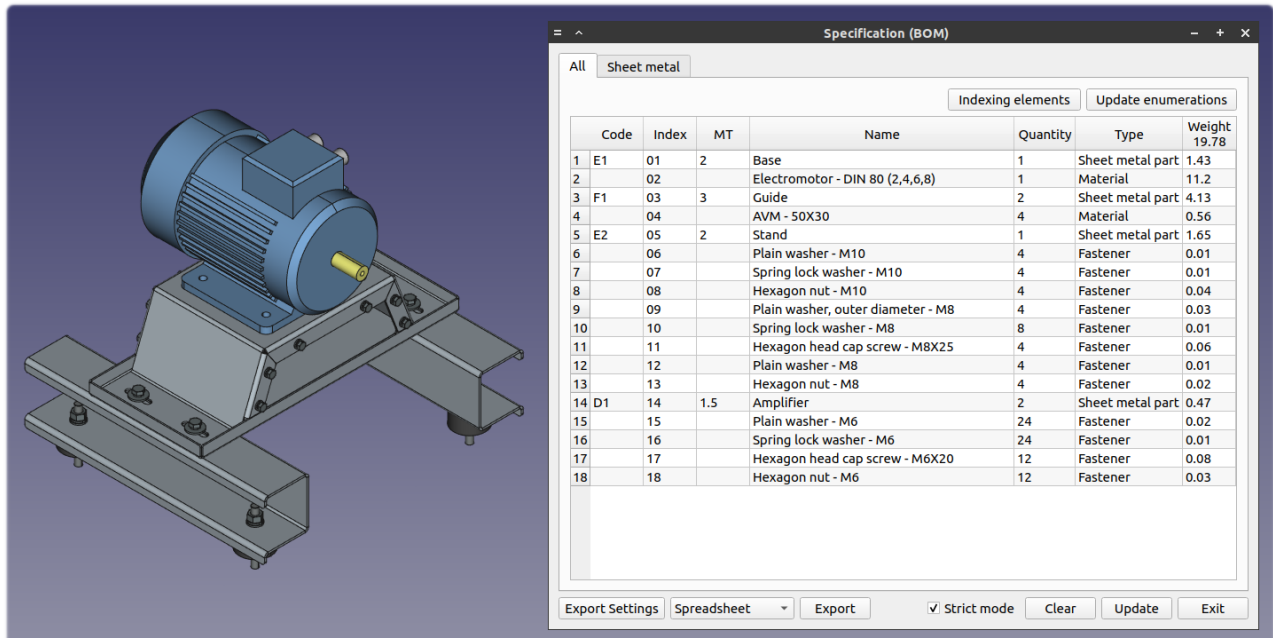 Specification (BOM)
All Sheet metal
Indexing elements Update enumerations
Code Index MT Name Quantity Type Weight 19.78
1 E1 01 2 Base 1 Sheet metal part 1.43
2 02 Electromotor - DIN 80 (2,4,6,8) 1 Material 11.2
3 F1 03 3 Guide 2 Sheet metal part 4.13
4 04 AVM - 50X30 4 Material 0.56
5 E2 05 2 Stand 1 Sheet metal part 1.65
6 06 Plain washer - M10 4 Fastener 0.01
7 07 Spring lock washer - M10 4 Fastener 0.01
8 08 Hexagon nut - M10 4 Fastener 0.04
9 09 Plain washer, outer diameter - M8 4 Fastener 0.03
10 10 Spring lock washer - M8 8 Fastener 0.01
11 11 Hexagon head cap screw - M8X25 4 Fastener 0.06
12 12 Plain washer - M8 4 Fastener 0.01
13 13 Hexagon nut - M8 4 Fastener 0.02
14 D1 14 1.5 Amplifier 2 Sheet metal part 0.47
15 15 Plain washer - M6 24 Fastener 0.02
16 16 Spring lock washer - M6 24 Fastener 0.01
17 17 Hexagon head cap screw - M6X20 12 Fastener 0.08
18 18 Hexagon nut - M6 12 Fastener 0.03
Export Settings Spreadsheet Export Strict mode Clear Update Exit